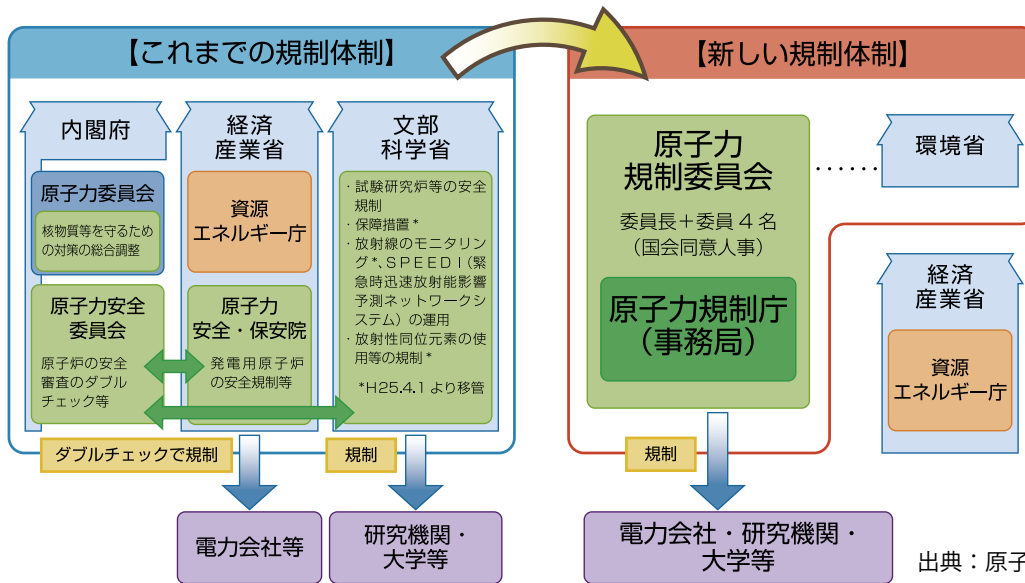 【これまでの規制体制】
内閣府
原子力委員会
核物質等を守るため
の対策の総合調整
原子力安全
委員会
原子炉の安全
審査のダブル
チェック等
経済
産業省
資源
エネルギー庁
原子力
安全・保安院
発電用原子炉
の安全規制等
文部
科学省
・試験研究炉等の安全
規制
・保障措置*
・放射線のモニタリン
グ*、SPEEDI(緊
急時迅速放射能影響
予測ネットワークシ
ステム)の運用
・放射性同位元素の使
用等の規制*
*H25.4.1より移管
ダブルチェックで規制
規制
電力会社等
研究機関・
大学等
【新しい規制体制】
原子力
規制委員会
委員長+委員4名
(国会同意人事)
原子力規制庁
(事務局)
環境省
経済
産業省
資源
エネルギー庁
規制
電力会社・研究機関・
大学等
出典:原子